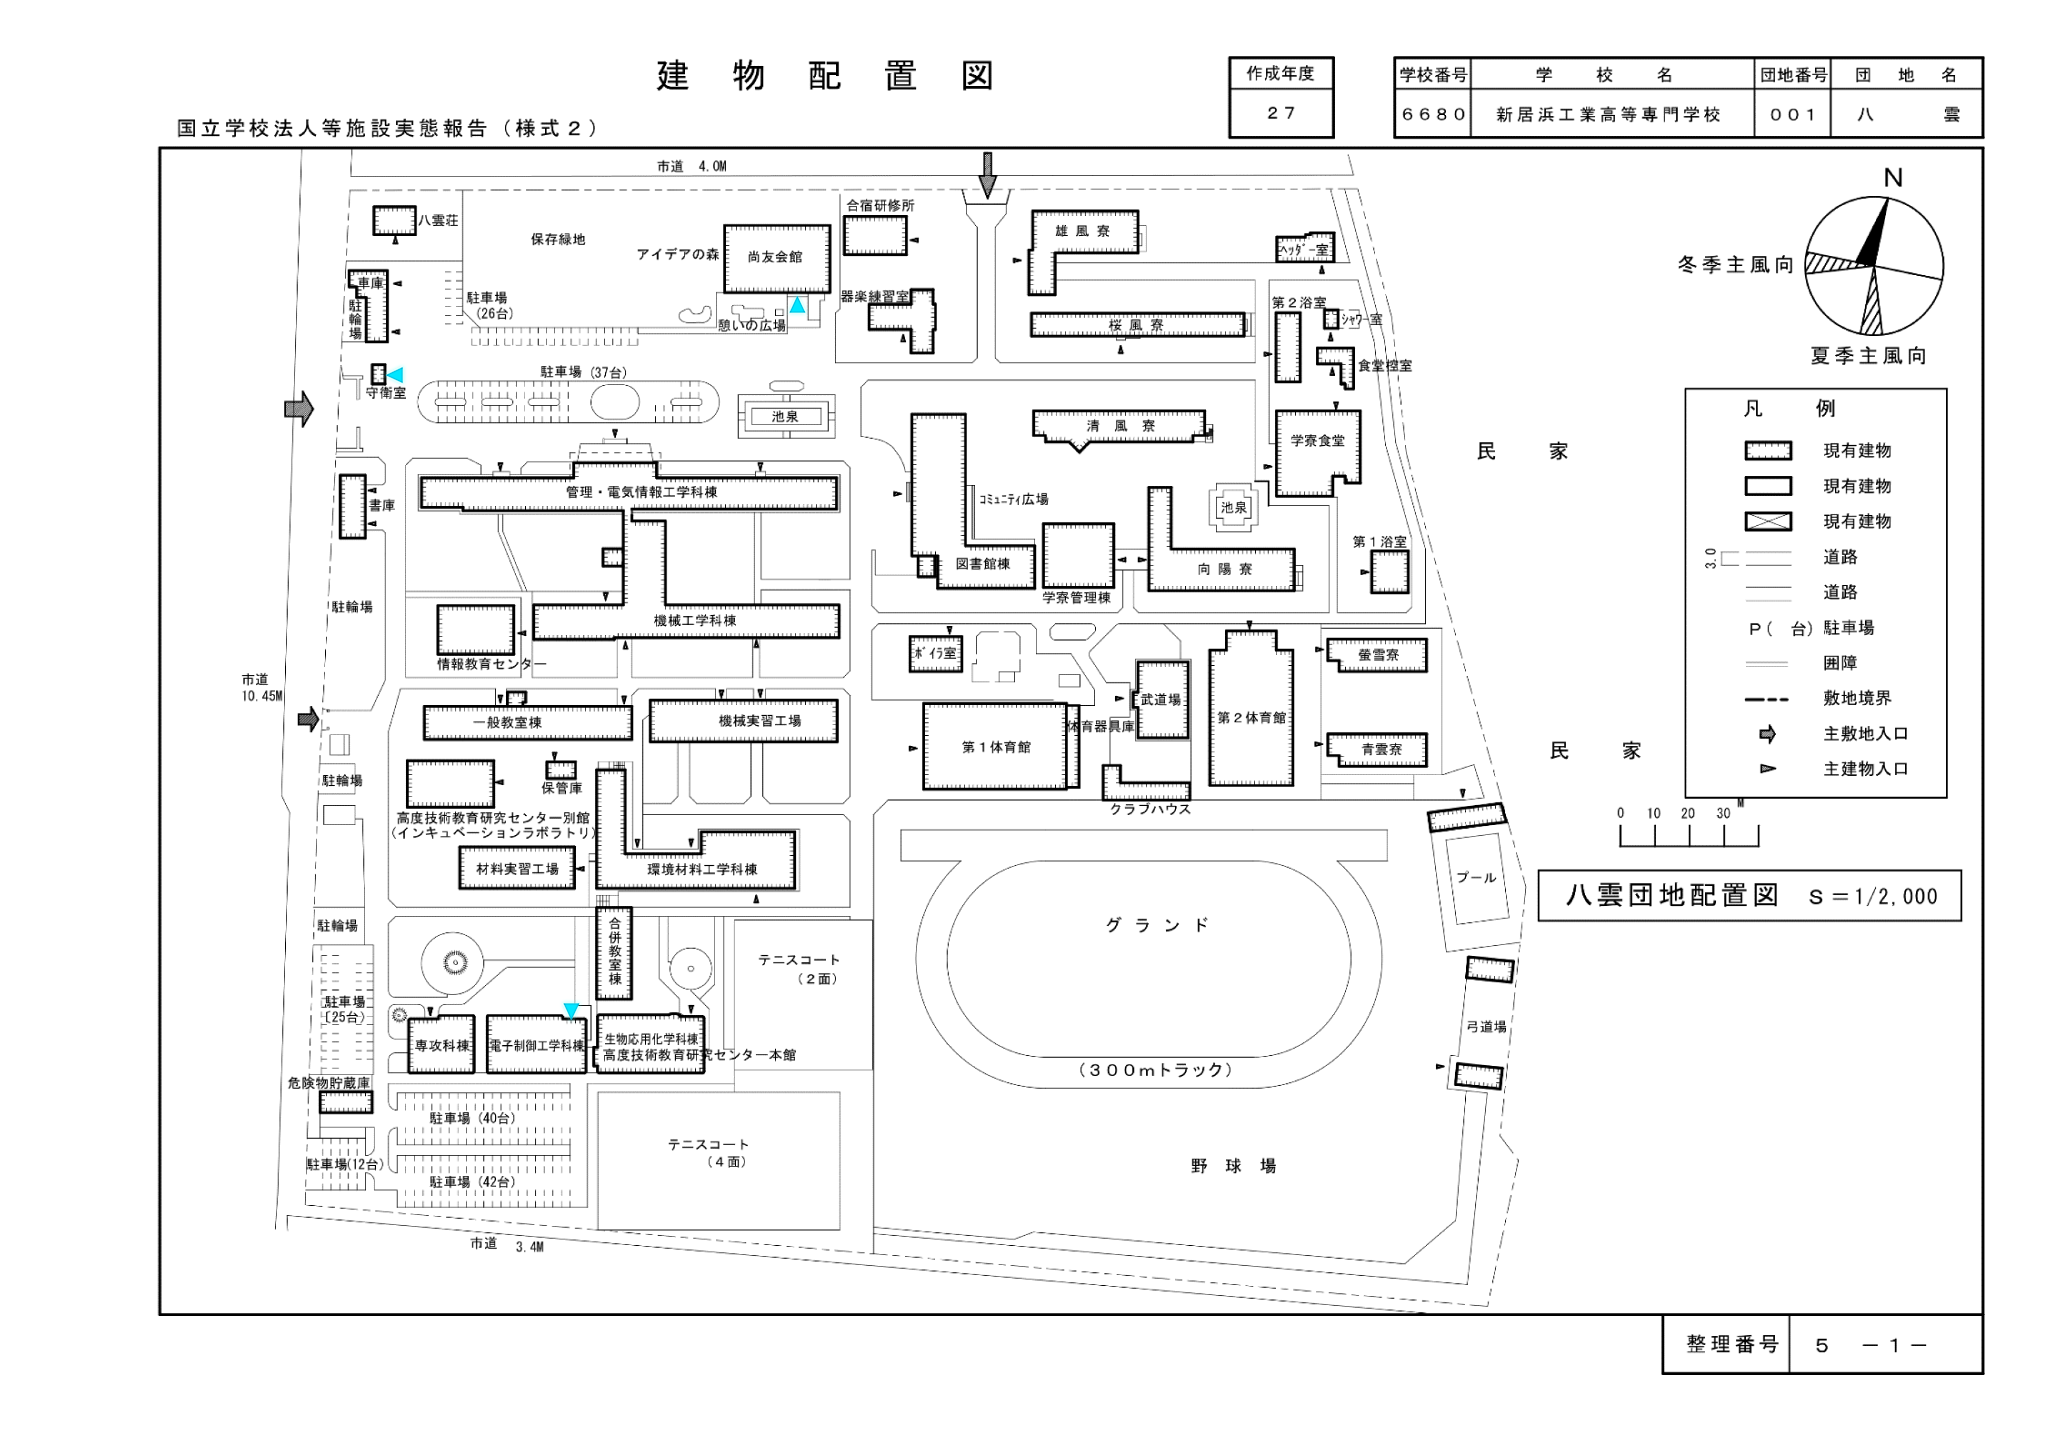 建物配置図
国立学校法人等施設実態報告（様式２）
作成年度
２７
学校番号 学校名 団地番号 団地名
６６８０ 新居浜工業高等専門学校 ００１ 八雲
市道 4.0M
N
冬季主風向
夏季主風向
八雲荘
保存緑地
アイデアの森
尚友会館
合宿研修所
雄風寮
ﾍｯﾀﾞｰ室
車庫
駐輪場
駐車場
(26台)
憩いの広場
器楽練習室
桜風寮
第２浴室
ｼｬﾜｰ室
食堂控室
守衛室
駐車場 (37台)
池泉
清風寮
学寮食堂
民家
管理・電気情報工学科棟
書庫
ｺﾐｭﾆﾃｨ広場
池泉
図書館棟
学寮管理棟
向陽寮
第１浴室
駐輪場
機械工学科棟
情報教育センター
ﾎﾞｲﾗ室
武道場
第２体育館
螢雪寮
市道
10.45M
一般教室棟
機械実習工場
第１体育館
体育器具庫
青雲寮
民家
駐輪場
保管庫
クラブハウス
高度技術教育研究センター別館
(インキュベーションラボラトリ)
材料実習工場
環境材料工学科棟
プール
駐輪場
合併教室棟
テニスコート
(２面)
グランド
駐車場
[25台]
専攻科棟
電子制御工学科棟
生物応用化学科棟
高度技術教育研究センター本館
(３００ｍトラック)
弓道場
危険物貯蔵庫
駐車場 (40台)
テニスコート
(４面)
駐車場(12台)
駐車場 (42台)
野球場
市道 3.4M
凡例
現有建物
現有建物
現有建物
3.0 道路
道路
Ｐ( 台) 駐車場
囲障
敷地境界
主敷地入口
主建物入口
0 10 20 30 M
八雲団地配置図 Ｓ＝1/2,000
整理番号 ５ －１－